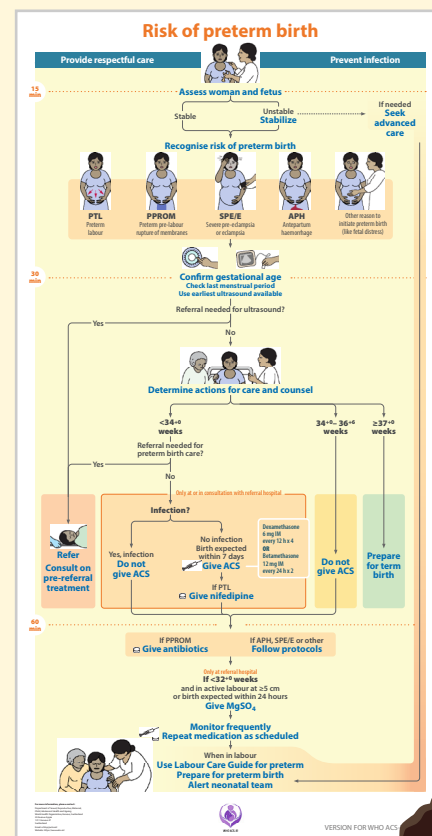 Risk of preterm birth
Provide respectful care
Prevent infection
15
min
Assess woman and fetus
Stable
Unstable
Stabilize
If needed
Seek
advanced
care
Recognise risk of preterm birth
PTL
Preterm
labour
PPROM
Preterm pre-labour
rupture of membranes
SPE/E
Severe pre-eclampsia
or eclampsia
APH
Antepartum
haemorrhage
Other reason to
initiate preterm birth
(like fetal distress)
30
min
Confirm gestational age
Check last menstrual period
Use earliest ultrasound available
Referral needed for ultrasound?
Yes
No
Determine actions for care and counsel
<34+0
weeks
34+0– 36+6
weeks
≥37+0
weeks
Referral needed for
preterm birth care?
Yes
No
Only at or in consultation with referral hospital
Infection?
Refer
Consult on
pre-referral
treatment
Yes, infection
Do not
give ACS
No infection
Birth expected
within 7 days
Give ACS
Dexamethasone
6 mg IM
every 12 h x 4
OR
Betamethasone
12 mg IM
every 24 h x 2
If PTL
Give nifedipine
Do not
give ACS
Prepare
for term
birth
60
min
If PPROM
Give antibiotics
If APH, SPE/E or other
Follow protocols
Only at referral hospital
If <32+0 weeks
and in active labour at ≥5 cm
or birth expected within 24 hours
Give MgSO4
Monitor frequently
Repeat medication as scheduled
When in labour
Use Labour Care Guide for preterm
Prepare for preterm birth
Alert neonatal team
VERSION FOR WHO ACS